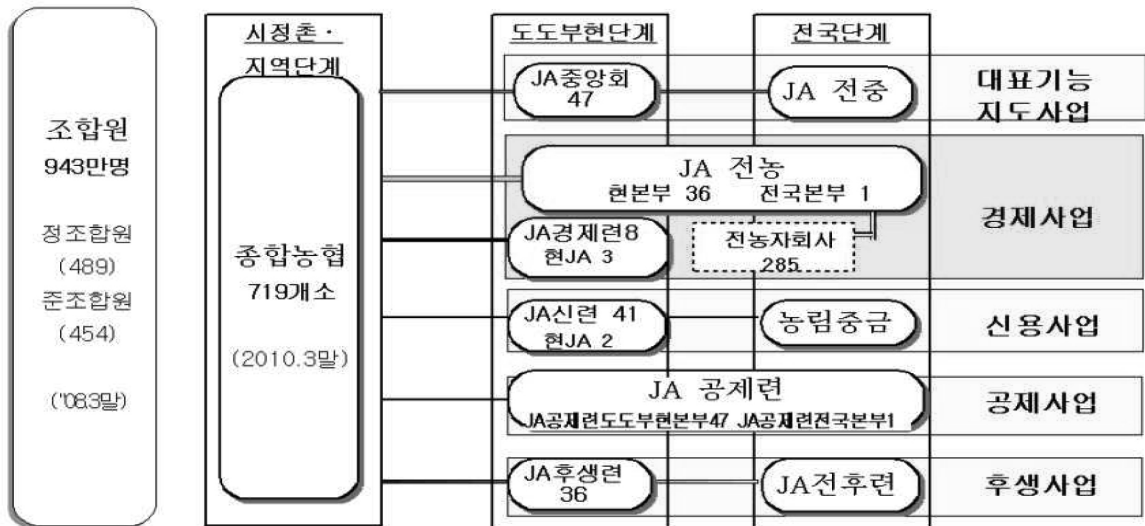 조합원
943만명
정조합원
(489)
준조합원
(454)
('08.3말)
시정촌·
지역단계
종합농협
719개소
(2010.3말)
도도부현단계
전국단계
JA중앙회
47
JA 전중
대표기능
지도사업
JA 전농
현본부 36 전국본부 1
JA경제련8
현JA 3
전농자회사
285
경제사업
JA신련 41
현JA 2
농림중금
신용사업
JA 공제련
JA공제련도도부현본부47 JA공제련전국본부1
공제사업
JA후생련
36
JA전후련
후생사업